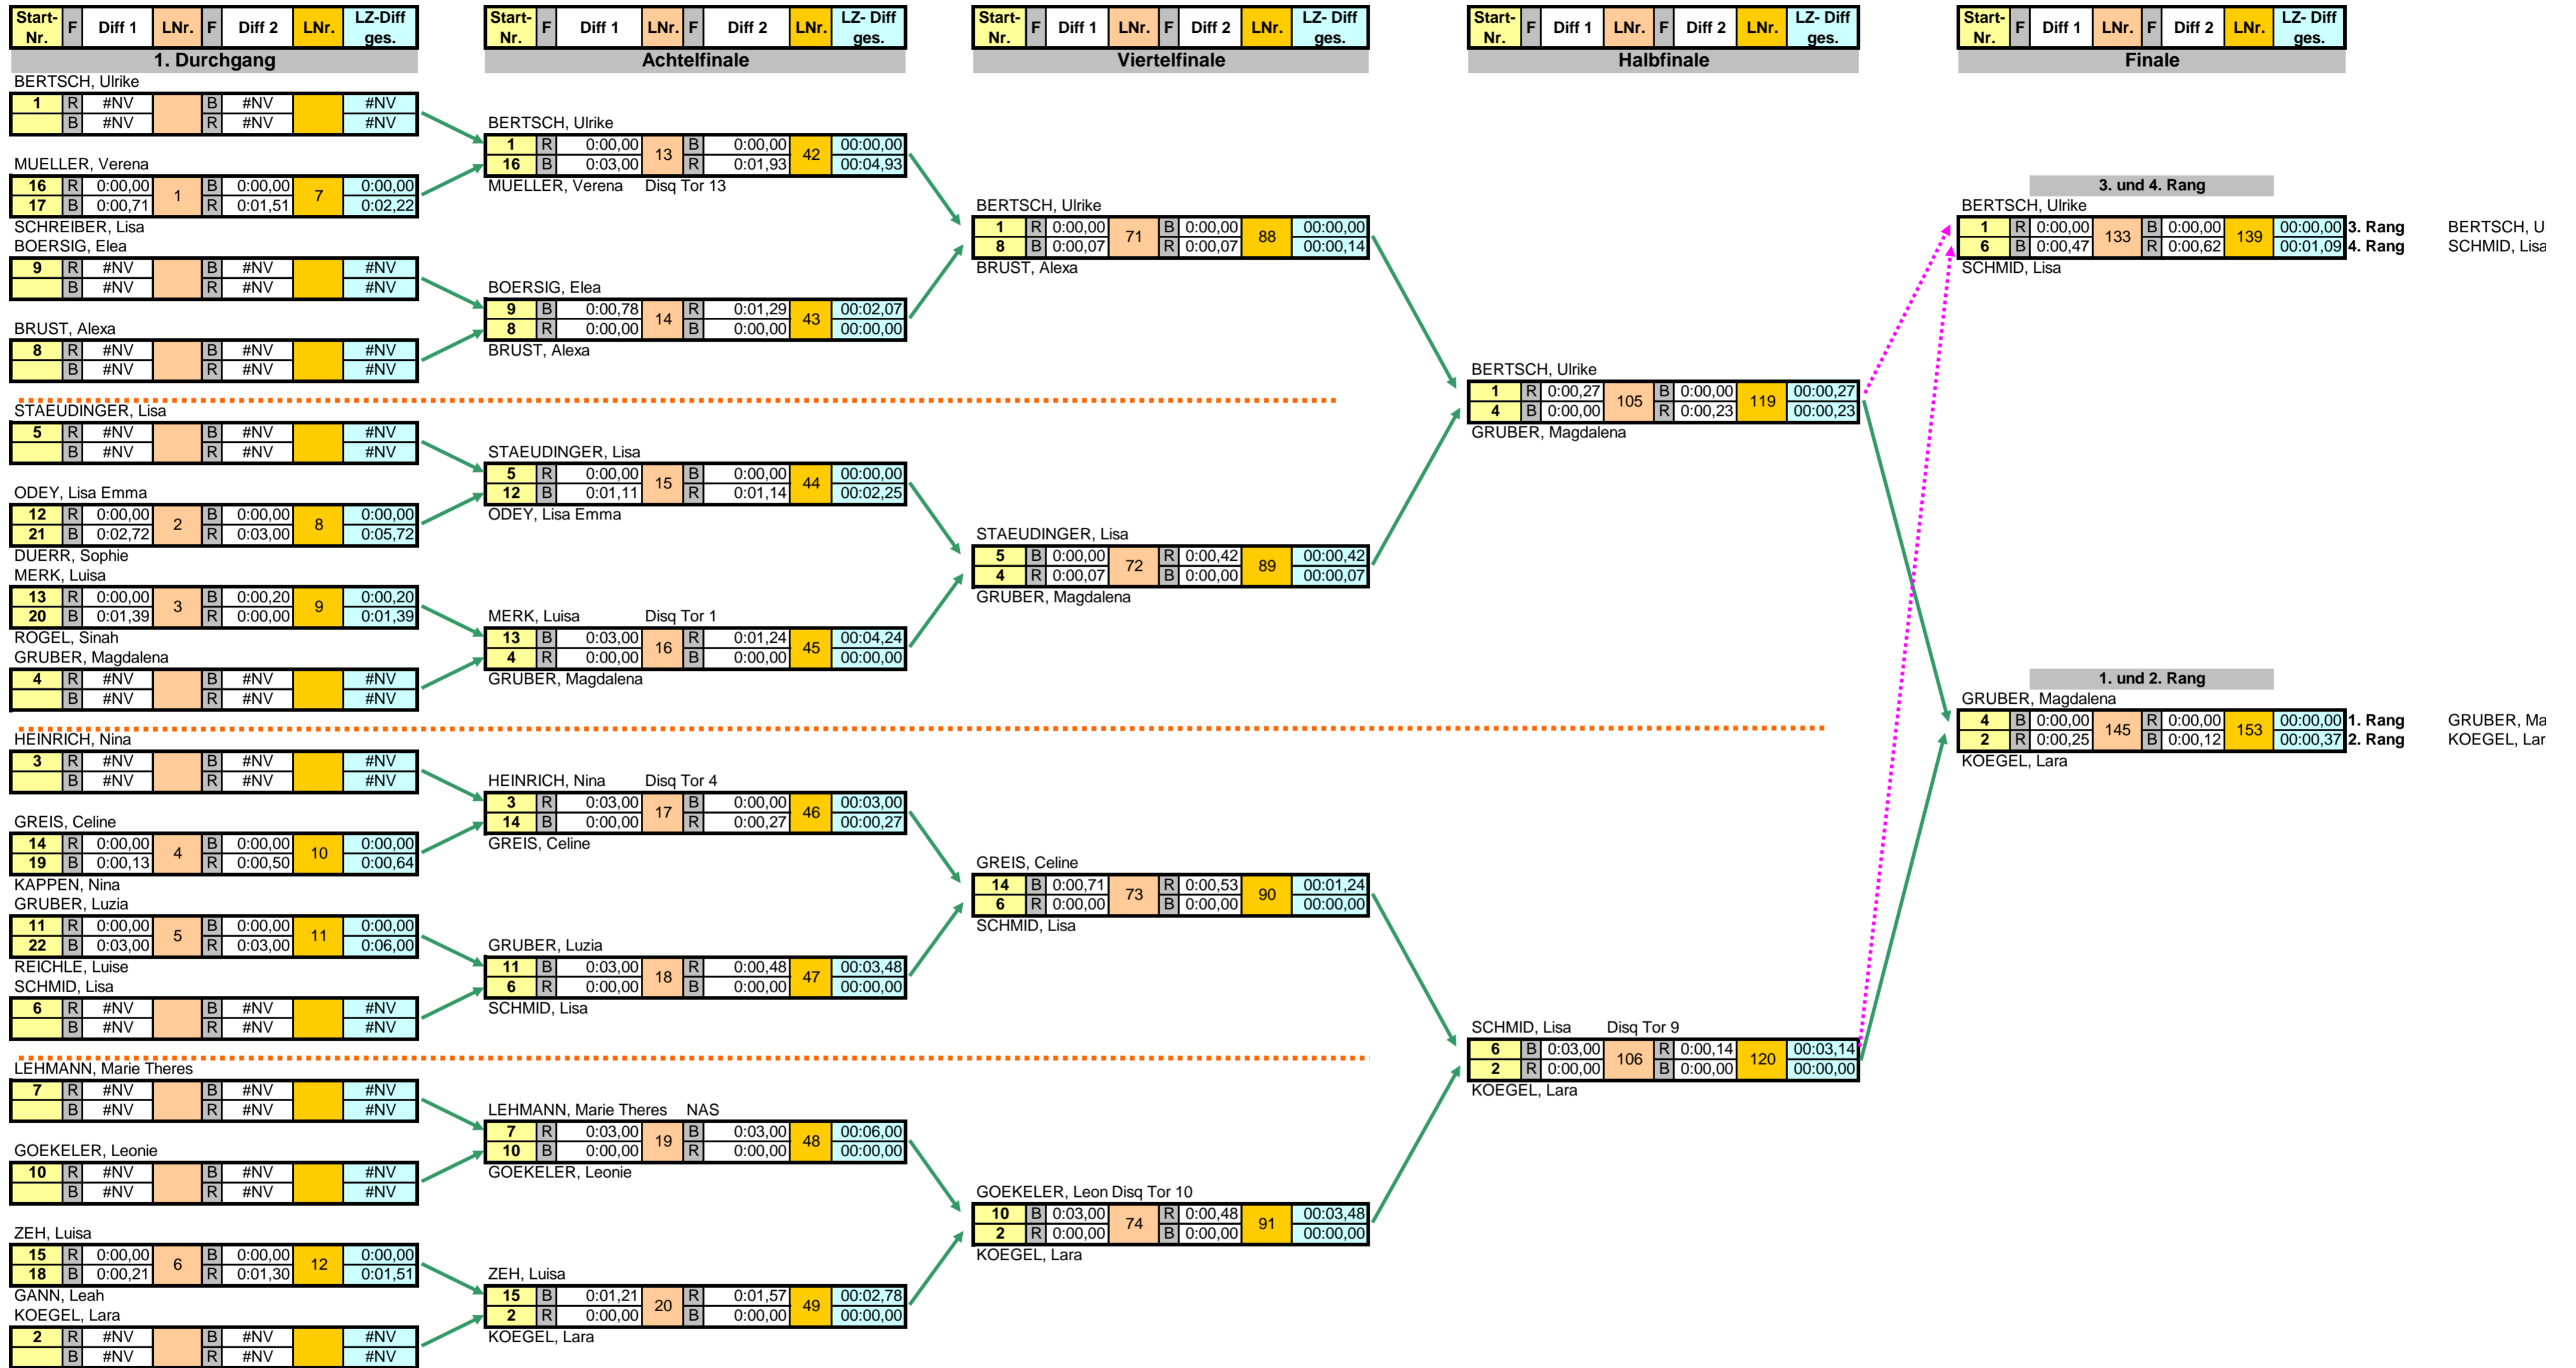 Start-Nr. F Diff 1 LNr. F Diff 2 LNr. LZ-Diff ges.
1. Durchgang
BERTSCH, Ulrike
1 R #NV B #NV #NV
B #NV R #NV #NV
MUELLER, Verena
16 R 0:00,00 1 B 0:00,00 7 0:00,00
17 B 0:00,71 R 0:01,51 0:02,22
SCHREIBER, Lisa
BOERSIG, Elea
9 R #NV B #NV #NV
B #NV R #NV #NV
BRUST, Alexa
8 R #NV B #NV #NV
B #NV R #NV #NV
STAEUDINGER, Lisa
5 R #NV B #NV #NV
B #NV R #NV #NV
ODEY, Lisa Emma
12 R 0:00,00 2 B 0:00,00 8 0:00,00
21 B 0:02,72 R 0:03,00 0:05,72
DUERR, Sophie
MERK, Luisa
13 R 0:00,00 3 B 0:00,20 9 0:00,20
20 B 0:01,39 R 0:00,00 0:01,39
ROGEL, Sinah
GRUBER, Magdalena
4 R #NV B #NV #NV
B #NV R #NV #NV
HEINRICH, Nina
3 R #NV B #NV #NV
B #NV R #NV #NV
GREIS, Celine
14 R 0:00,00 4 B 0:00,00 10 0:00,00
19 B 0:00,13 R 0:00,50 0:00,64
KAPPEN, Nina
GRUBER, Luzia
11 R 0:00,00 5 B 0:00,00 11 0:00,00
22 B 0:03,00 R 0:03,00 0:06,00
REICHLE, Luise
SCHMID, Lisa
6 R #NV B #NV #NV
B #NV R #NV #NV
LEHMANN, Marie Theres
7 R #NV B #NV #NV
B #NV R #NV #NV
GOEKELER, Leonie
10 R #NV B #NV #NV
B #NV R #NV #NV
ZEH, Luisa
15 R 0:00,00 6 B 0:00,00 12 0:00,00
18 B 0:00,21 R 0:01,30 0:01,51
GANN, Leah
KOEGEL, Lara
2 R #NV B #NV #NV
B #NV R #NV #NV
Start-Nr. F Diff 1 LNr. F Diff 2 LNr. LZ- Diff ges.
Achtelfinale
BERTSCH, Ulrike
1 R 0:00,00 13 B 0:00,00 42 00:00,00
16 B 0:03,00 R 0:01,93 00:04,93
MUELLER, Verena Disq Tor 13
BOERSIG, Elea
9 B 0:00,78 14 R 0:01,29 43 00:02,07
8 R 0:00,00 B 0:00,00 00:00,00
BRUST, Alexa
STAEUDINGER, Lisa
5 R 0:00,00 15 B 0:00,00 44 00:00,00
12 B 0:01,11 R 0:01,14 00:02,25
ODEY, Lisa Emma
MERK, Luisa Disq Tor 1
13 B 0:03,00 16 R 0:01,24 45 00:04,24
4 R 0:00,00 B 0:00,00 00:00,00
GRUBER, Magdalena
HEINRICH, Nina Disq Tor 4
3 R 0:03,00 17 B 0:00,00 46 00:03,00
14 B 0:00,00 R 0:00,27 00:00,27
GREIS, Celine
GRUBER, Luzia
11 B 0:03,00 18 R 0:00,48 47 00:03,48
6 R 0:00,00 B 0:00,00 00:00,00
SCHMID, Lisa
LEHMANN, Marie Theres NAS
7 R 0:03,00 19 B 0:03,00 48 00:06,00
10 B 0:00,00 R 0:00,00 00:00,00
GOEKELER, Leonie
ZEH, Luisa
15 B 0:01,21 20 R 0:01,57 49 00:02,78
2 R 0:00,00 B 0:00,00 00:00,00
KOEGEL, Lara
Start-Nr. F Diff 1 LNr. F Diff 2 LNr. LZ- Diff ges.
Viertelfinale
BERTSCH, Ulrike
1 R 0:00,00 71 B 0:00,00 88 00:00,00
8 B 0:00,07 R 0:00,07 00:00,14
BRUST, Alexa
STAEUDINGER, Lisa
5 B 0:00,00 72 R 0:00,42 89 00:00,42
4 R 0:00,07 B 0:00,00 00:00,07
GRUBER, Magdalena
GREIS, Celine
14 B 0:00,71 73 R 0:00,53 90 00:01,24
6 R 0:00,00 B 0:00,00 00:00,00
SCHMID, Lisa
GOEKELER, Leon Disq Tor 10
10 B 0:03,00 74 R 0:00,48 91 00:03,48
2 R 0:00,00 B 0:00,00 00:00,00
KOEGEL, Lara
Start-Nr. F Diff 1 LNr. F Diff 2 LNr. LZ- Diff ges.
Halbfinale
BERTSCH, Ulrike
1 R 0:00,27 105 B 0:00,00 119 00:00,27
4 B 0:00,00 R 0:00,23 00:00,23
GRUBER, Magdalena
SCHMID, Lisa Disq Tor 9
6 B 0:03,00 106 R 0:00,14 120 00:03,14
2 R 0:00,00 B 0:00,00 00:00,00
KOEGEL, Lara
Start-Nr. F Diff 1 LNr. F Diff 2 LNr. LZ- Diff ges.
Finale
3. und 4. Rang
BERTSCH, Ulrike
1 R 0:00,00 133 B 0:00,00 139 00:00,00 3. Rang BERTSCH, U
6 B 0:00,47 R 0:00,62 00:01,09 4. Rang SCHMID, Lisa
SCHMID, Lisa
1. und 2. Rang
GRUBER, Magdalena
4 B 0:00,00 145 R 0:00,00 153 00:00,00 1. Rang GRUBER, Ma
2 R 0:00,25 B 0:00,12 00:00,37 2. Rang KOEGEL, Lar
KOEGEL, Lara